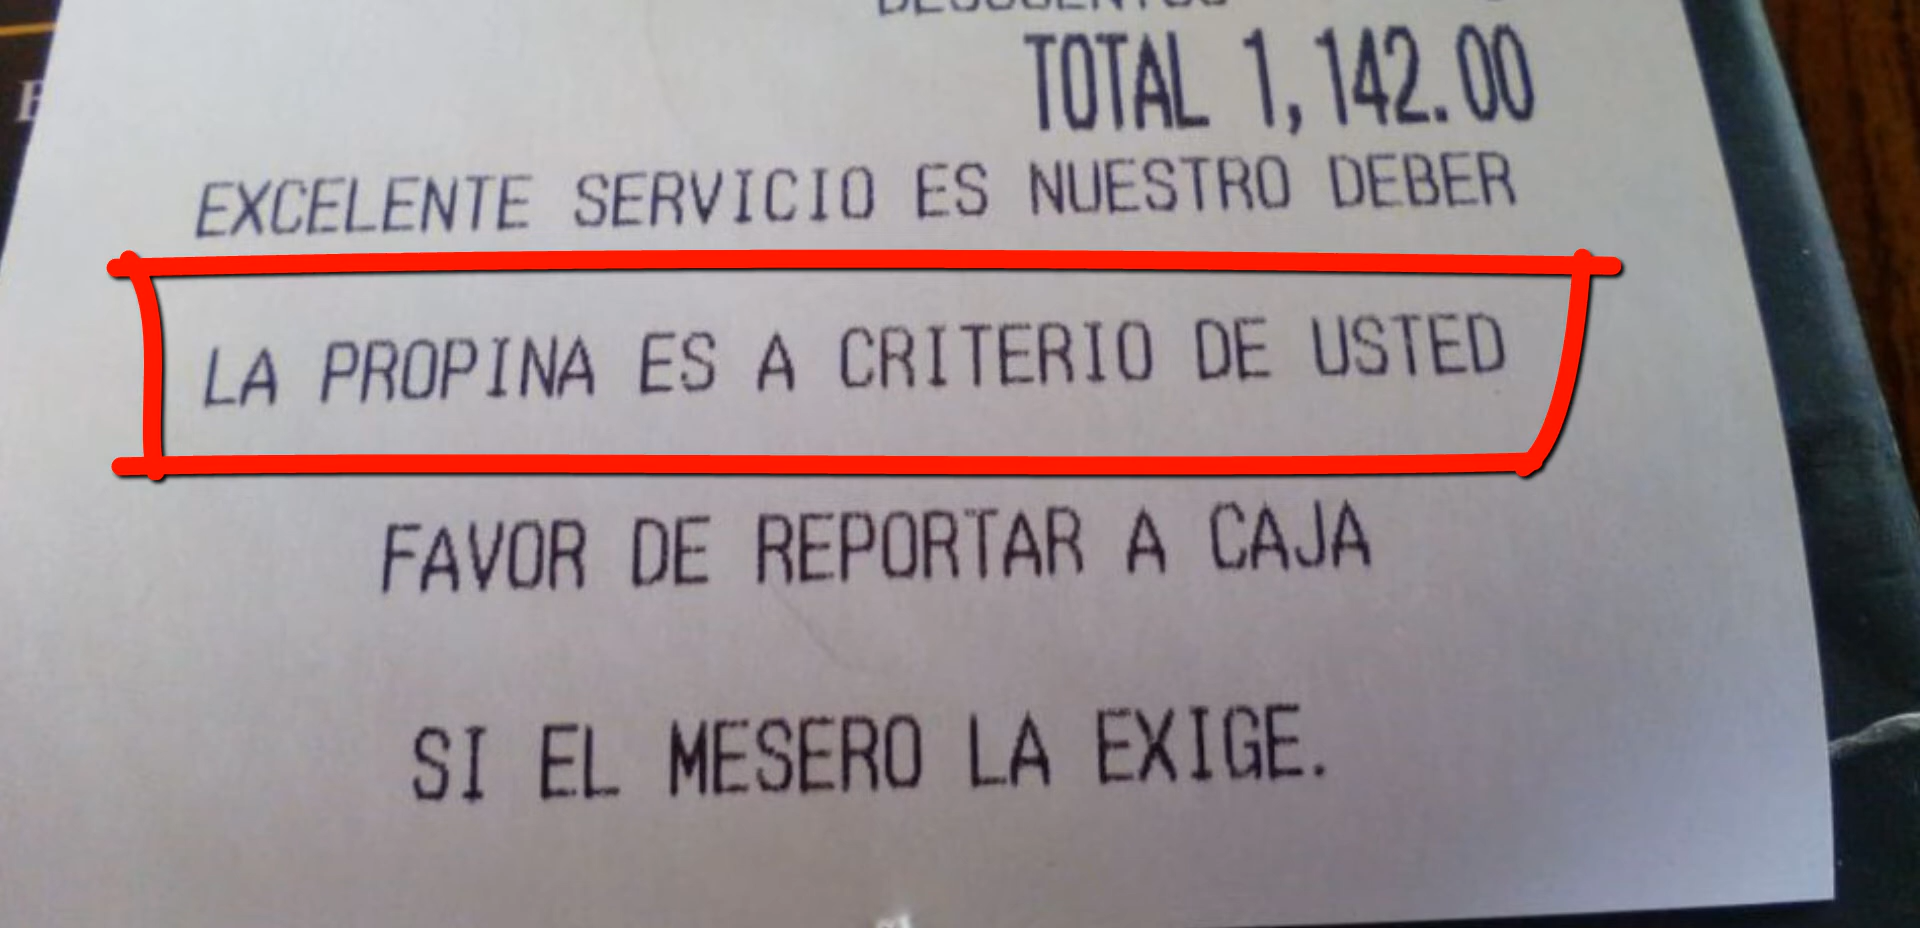 TOTAL 1,142.00
EXCELENTE SERVICIO ES NUESTRO DEBER
LA PROPINA ES A CRITERIO DE USTED
FAVOR DE REPORTAR A CAJA
SI EL MESERO LA EXIGE.